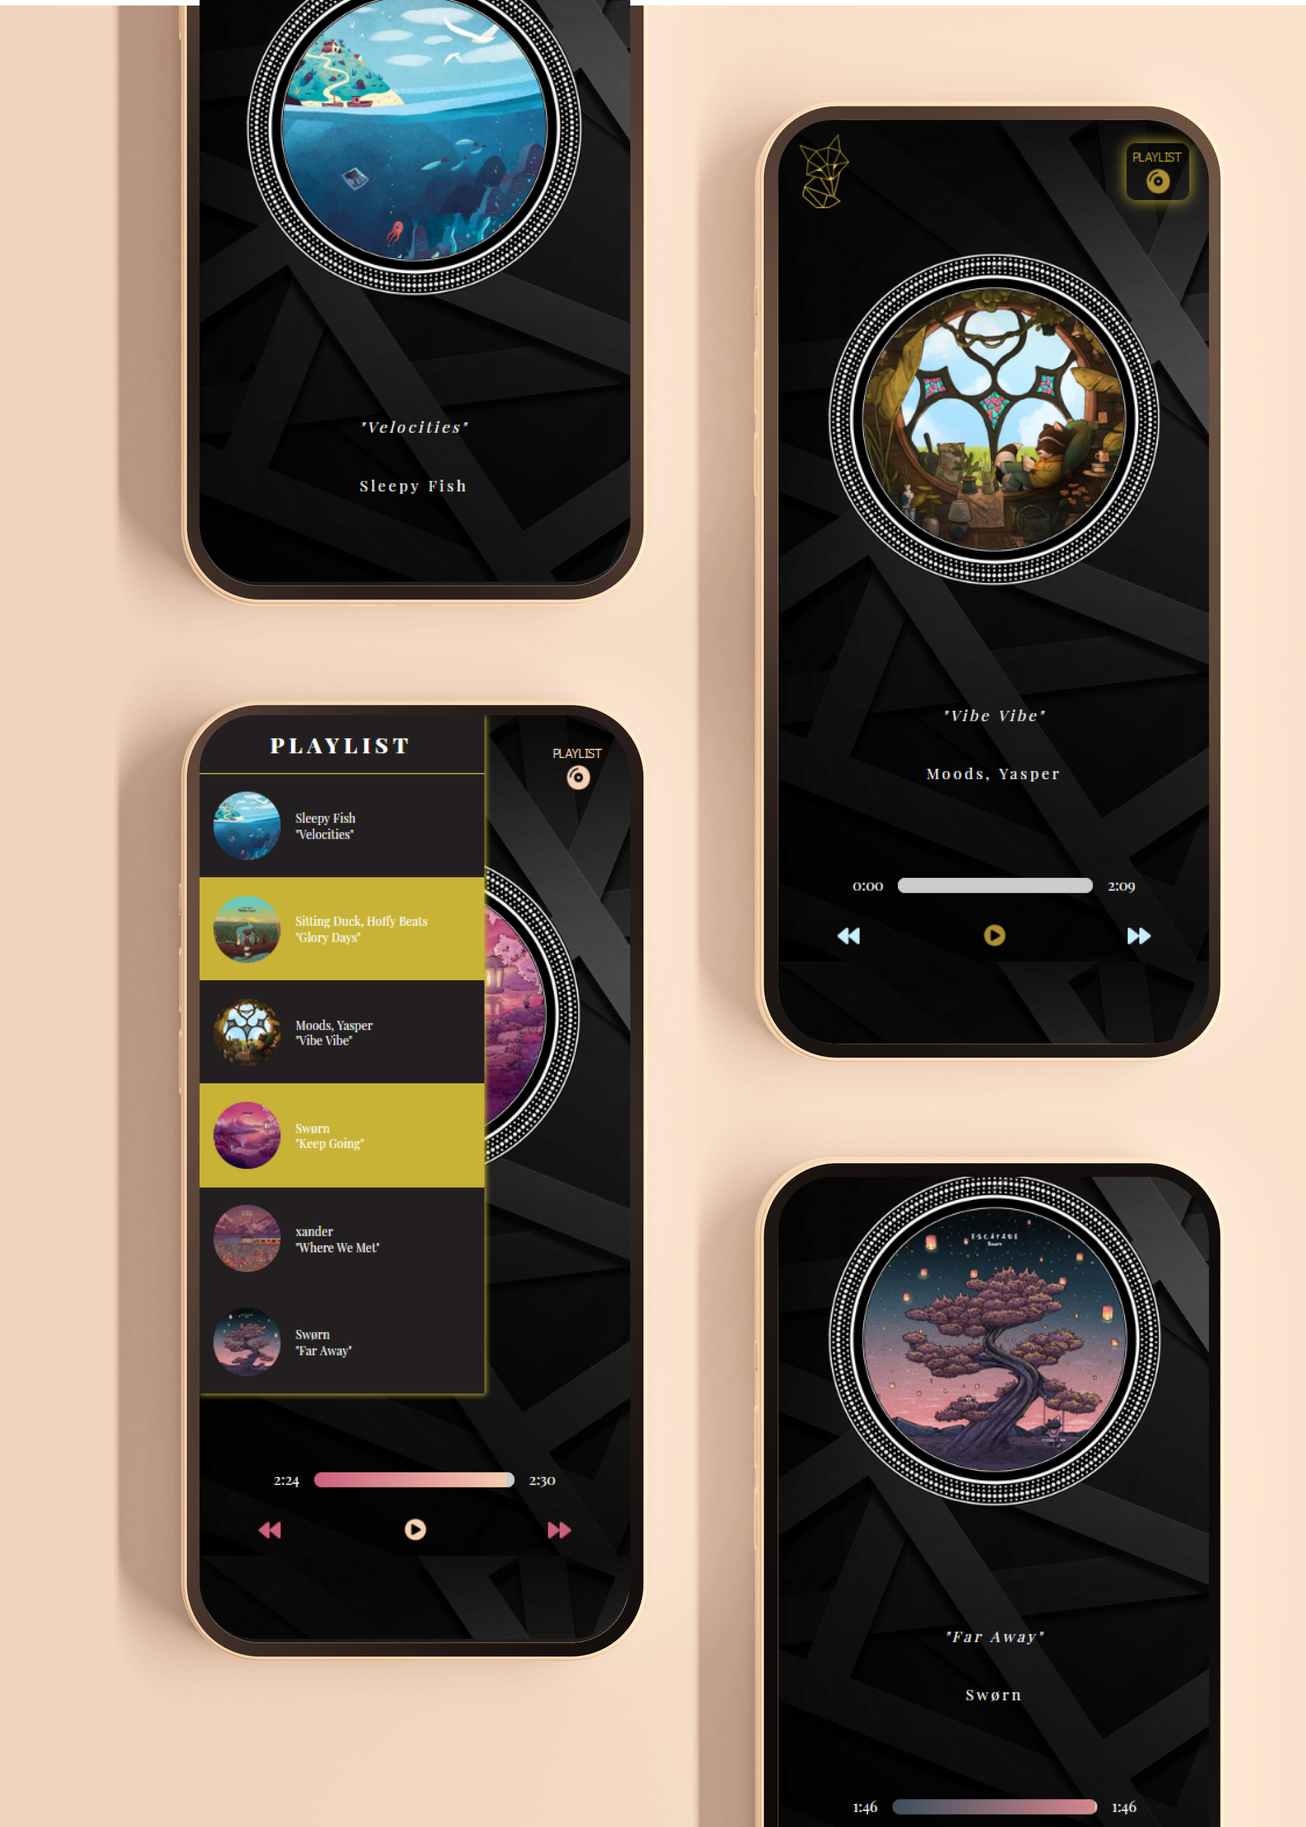 "Velocities"
Sleepy Fish
PLAYLIST
"Vibe Vibe"
Moods, Yasper
0:00
2:09
PLAYLIST
PLAYLIST
Sleepy Fish
"Velocities"
Sitting Duck, Hoffy Beats
"Glory Days"
Moods, Yasper
"Vibe Vibe"
Swørn
"Keep Going"
xander
"Where We Met"
Swørn
"Far Away"
2:24
2:30
ESCAPADE
Swørn
"Far Away"
Swørn
1:46
1:46